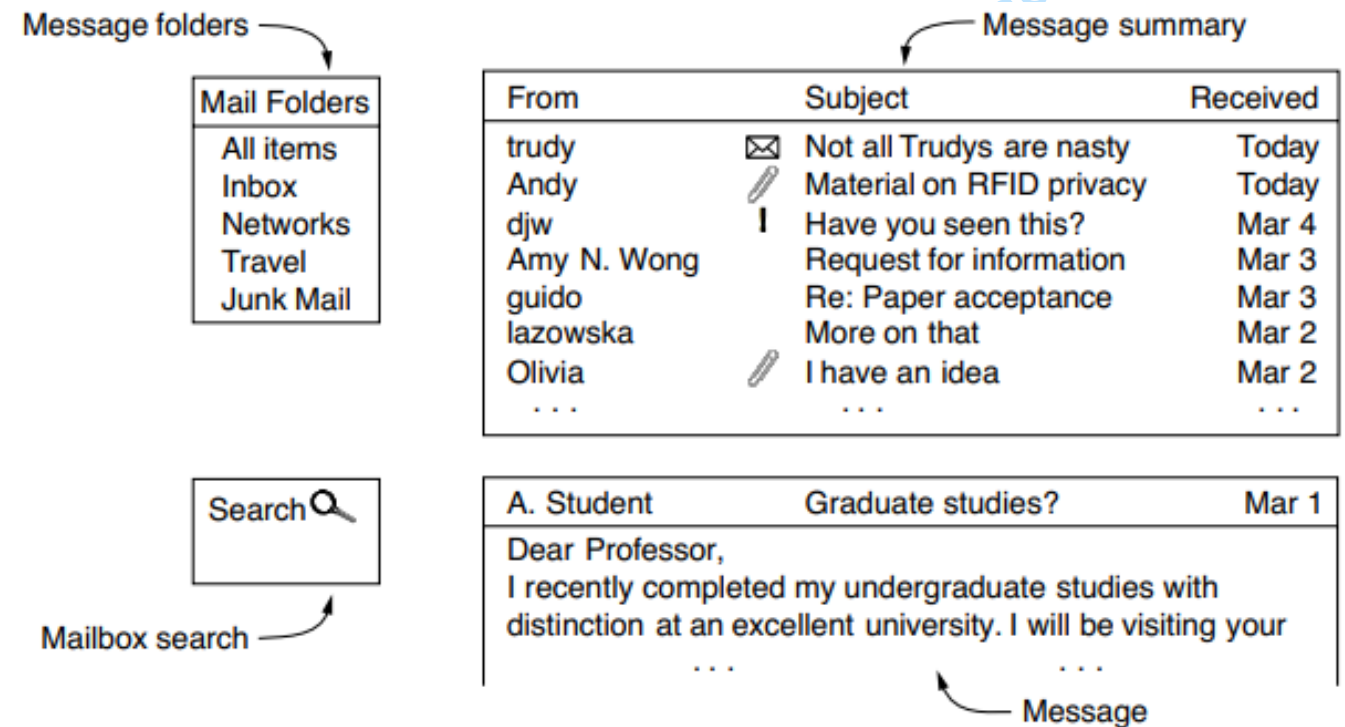 Message folders
Message summary
Mail Folders
All items
Inbox
Networks
Travel
Junk Mail
From Subject Received
trudy Not all Trudys are nasty Today
Andy Material on RFID privacy Today
djw ! Have you seen this? Mar 4
Amy N. Wong Request for information Mar 3
guido Re: Paper acceptance Mar 3
lazowska More on that Mar 2
Olivia I have an idea Mar 2
. . . . . . . . .
Search
Mailbox search
A. Student Graduate studies? Mar 1
Dear Professor,
I recently completed my undergraduate studies with
distinction at an excellent university. I will be visiting your
. . . . . .
Message